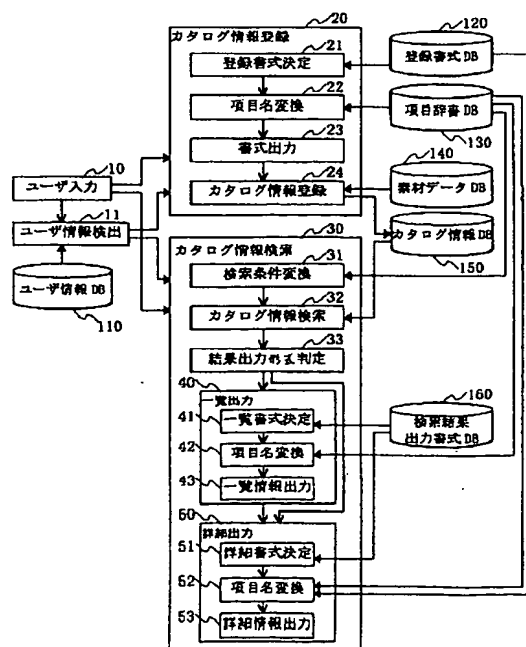 20
カタログ情報登録
21
登録書式決定
22
項目名変換
23
書式出力
24
カタログ情報登録
120
登録書式DB
項目辞書DB
130
140
素材データDB
カタログ情報DB
150
10
ユーザ入力
11
ユーザ情報検出
ユーザ情報DB
110
30
カタログ情報検索
31
検索条件変換
32
カタログ情報検索
33
結果出力形式判定
40
一覧出力
41
一覧書式決定
42
項目名変換
43
一覧情報出力
160
検索結果
出力書式DB
50
詳細出力
51
詳細書式決定
52
項目名変換
53
詳細情報出力